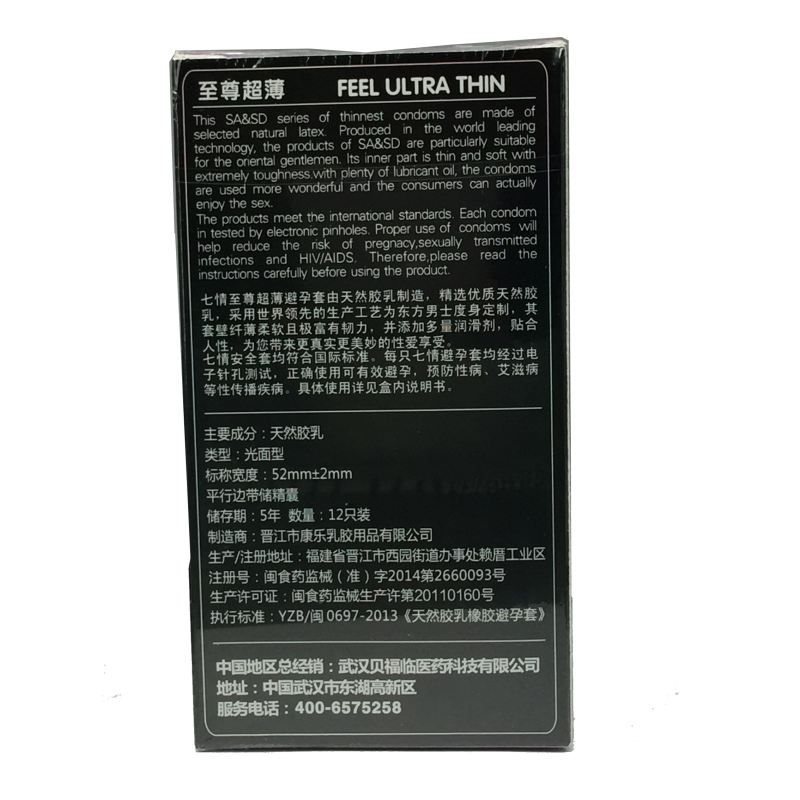 至尊超薄 FEEL ULTRA THIN
This SA&SD series of thinnest condoms are made of
selected natural latex. Produced in the world leading
technology, the products of SA&SD are particularly suitable
for the oriental gentlemen. Its inner part is thin and soft with
extremely toughness.with plenty of lubricant oil, the condoms
are used more wonderful and the consumers can actually
enjoy the sex.
The products meet the international standards. Each condom
in tested by electronic pinholes. Proper use of condoms will
help reduce the risk of pregnacy,sexually transmitted
infections and HIV/AIDS. Therefore,please read the
instructions carefully before using the product.
七情至尊超薄避孕套由天然胶乳制造，精选优质天然胶
乳，采用世界领先的生产工艺为东方男士度身定制，其
套壁纤薄柔软且极富有韧力，并添加多量润滑剂，贴合
人性，为您带来更真实更美妙的性爱享受。
七情安全套均符合国际标准。每只七情避孕套均经过电
子针孔测试，正确使用可有效避孕，预防性病、艾滋病
等性传播疾病。具体使用详见盒内说明书。
主要成分：天然胶乳
类型：光面型
标称宽度：52mm±2mm
平行边带储精囊
储存期：5年 数量：12只装
制造商：晋江市康乐乳胶用品有限公司
生产/注册地址：福建省晋江市西园街道办事处赖厝工业区
注册号：闽食药监械（准）字2014第2660093号
生产许可证：闽食药监械生产许第20110160号
执行标准：YZB/闽 0697-2013《天然胶乳橡胶避孕套》
中国地区总经销：武汉贝福临医药科技有限公司
地址：中国武汉市东湖高新区
服务电话：400-6575258